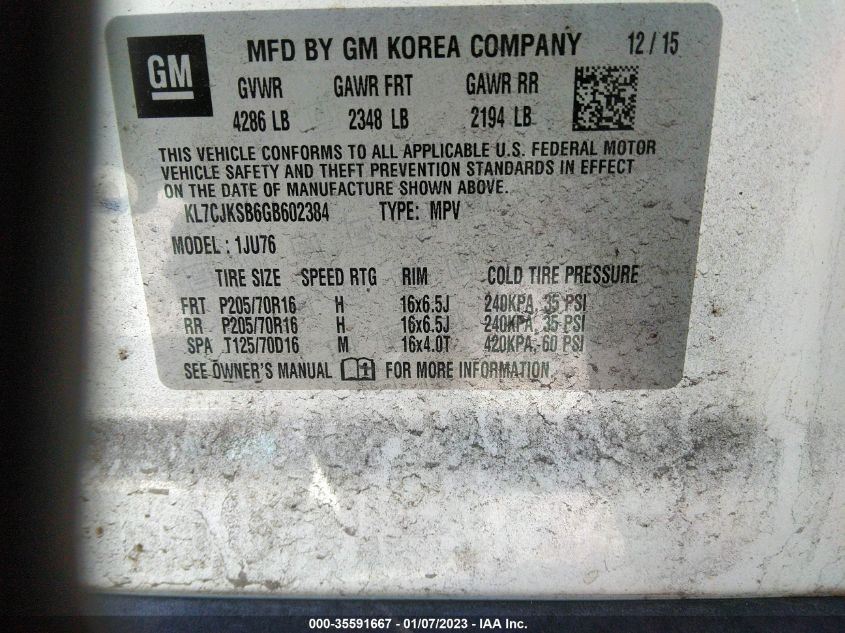 GM MFD BY GM KOREA COMPANY 12/15
GVWR GAWR FRT GAWR RR
4286 LB 2348 LB 2194 LB
THIS VEHICLE CONFORMS TO ALL APPLICABLE U.S. FEDERAL MOTOR
VEHICLE SAFETY AND THEFT PREVENTION STANDARDS IN EFFECT
ON THE DATE OF MANUFACTURE SHOWN ABOVE.
KL7CJKSB6GB602384 TYPE: MPV
MODEL : 1JU76
TIRE SIZE SPEED RTG RIM COLD TIRE PRESSURE
FRT P205/70R16 H 16x6.5J 240KPA, 35 PSI
RR P205/70R16 H 16x6.5J 240KPA, 35 PSI
SPA T125/70D16 M 16x4.0T 420KPA, 60 PSI
SEE OWNER'S MANUAL FOR MORE INFORMATION
000-35591667 - 01/07/2023 - IAA Inc.